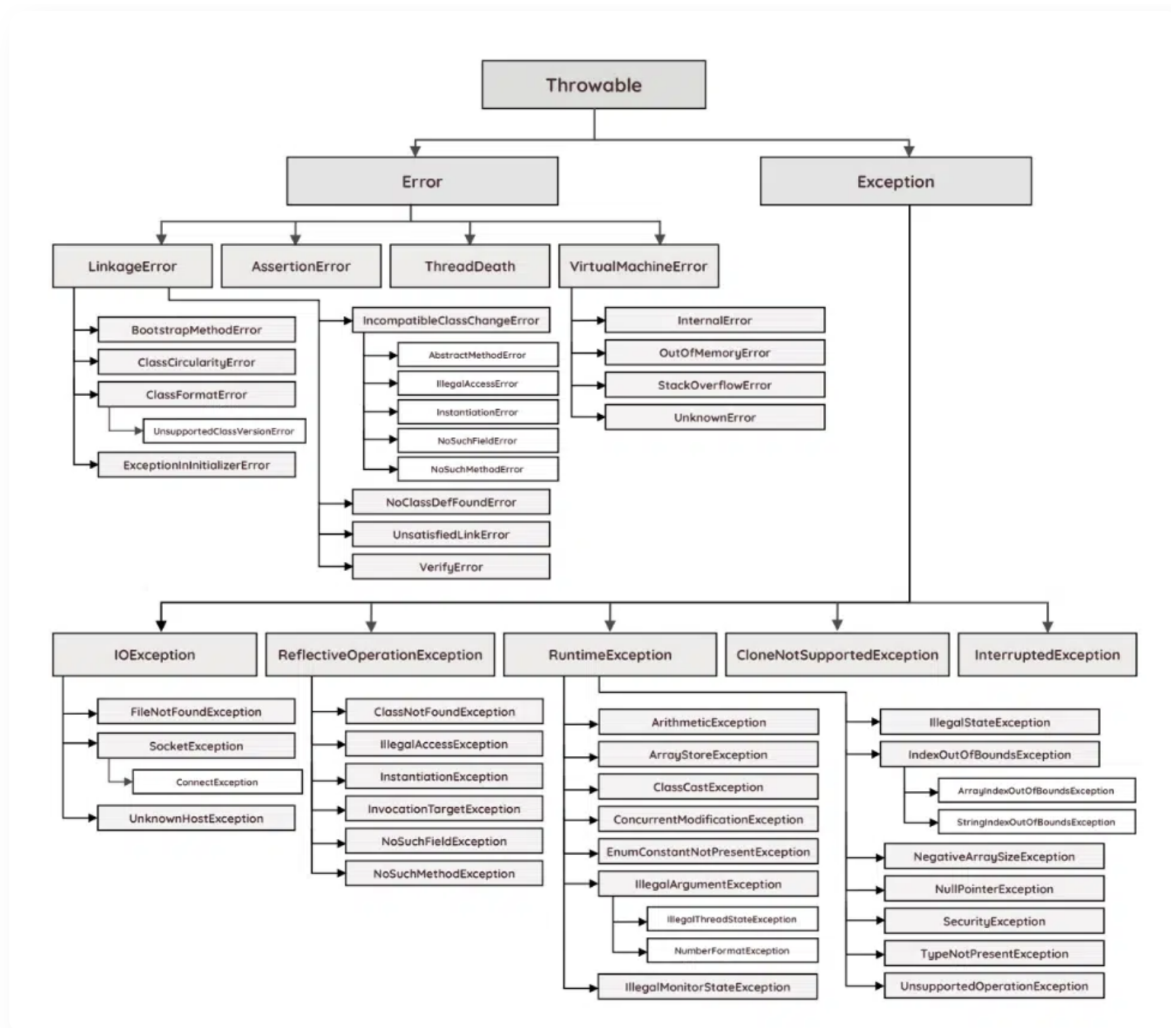 Throwable
Error
Exception
LinkageError
AssertionError
ThreadDeath
VirtualMachineError
BootstrapMethodError
ClassCircularityError
ClassFormatError
UnsupportedClassVersionError
ExceptionInInitializerError
IncompatibleClassChangeError
AbstractMethodError
IllegalAccessError
InstantiationError
NoSuchFieldError
NoSuchMethodError
NoClassDefFoundError
UnsatisfiedLinkError
VerifyError
InternalError
OutOfMemoryError
StackOverflowError
UnknownError
IOException
ReflectiveOperationException
RuntimeException
CloneNotSupportedException
InterruptedException
FileNotFoundException
SocketException
ConnectException
UnknownHostException
ClassNotFoundException
IllegalAccessException
InstantiationException
InvocationTargetException
NoSuchFieldException
NoSuchMethodException
ArithmeticException
ArrayStoreException
ClassCastException
ConcurrentModificationException
EnumConstantNotPresentException
IllegalArgumentException
IllegalThreadStateException
NumberFormatException
IllegalMonitorStateException
IllegalStateException
IndexOutOfBoundsException
ArrayIndexOutOfBoundsException
StringIndexOutOfBoundsException
NegativeArraySizeException
NullPointerException
SecurityException
TypeNotPresentException
UnsupportedOperationException